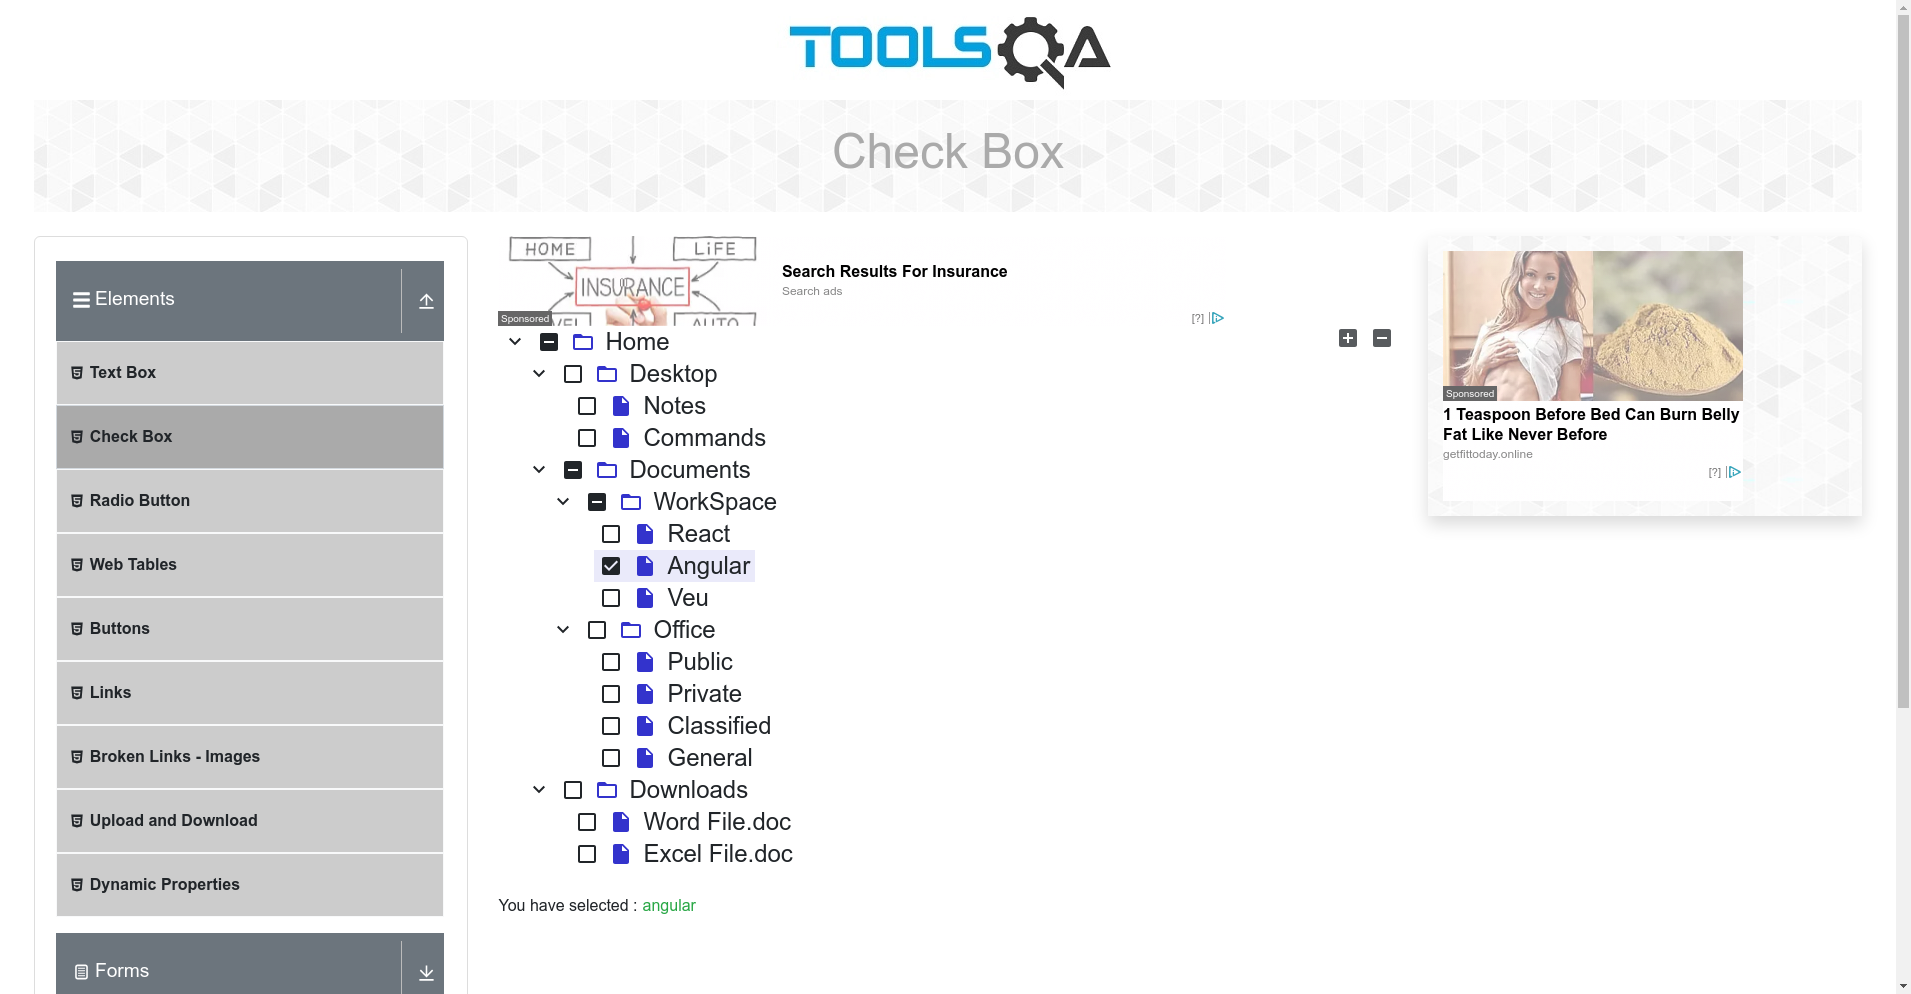 TOOLSQA
Check Box
Elements
Text Box
Check Box
Radio Button
Web Tables
Buttons
Links
Broken Links - Images
Upload and Download
Dynamic Properties
Forms
HOME
LIFE
INSURANCE
AUTO
Sponsored
Search Results For Insurance
Search ads
[?]
Home
Desktop
Notes
Commands
Documents
WorkSpace
React
Angular
Veu
Office
Public
Private
Classified
General
Downloads
Word File.doc
Excel File.doc
You have selected : angular
Sponsored
1 Teaspoon Before Bed Can Burn Belly
Fat Like Never Before
getfittoday.online
[?]